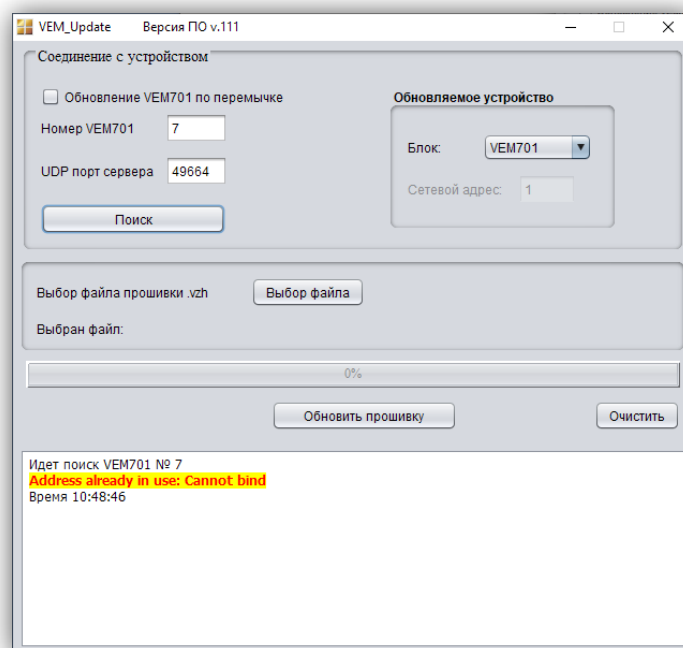 VEM_Update Версия ПО v.111
Соединение с устройством
Обновление VEM701 по перемычке
Номер VEM701 7
UDP порт сервера 49664
Поиск
Обновляемое устройство
Блок: VEM701
Сетевой адрес: 1
Выбор файла прошивки .vzh Выбор файла
Выбран файл:
0%
Обновить прошивку Очистить
Идет поиск VEM701 № 7
Address already in use: Cannot bind
Время 10:48:46